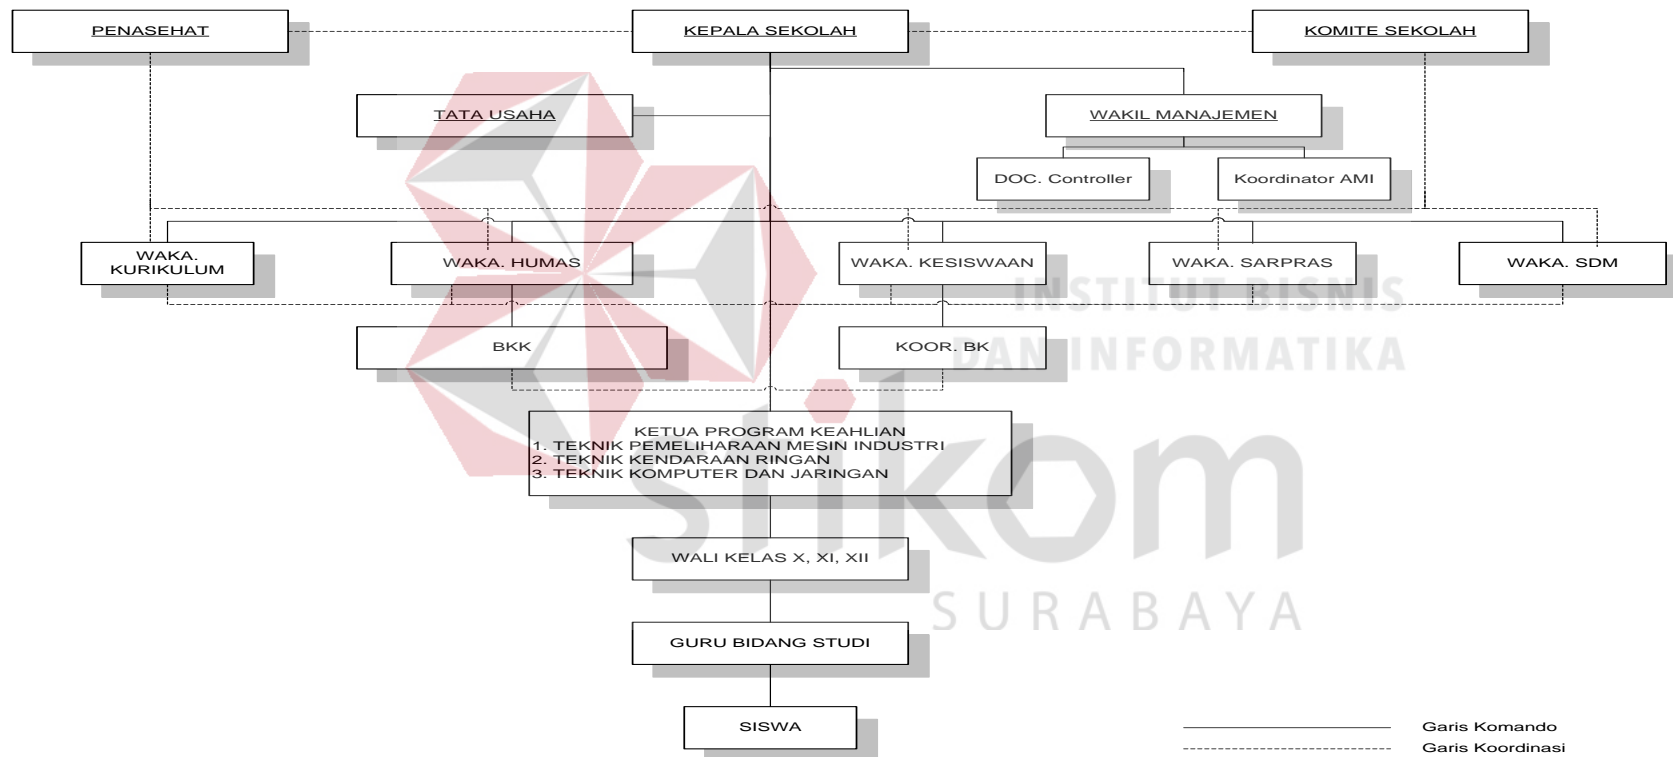 PENASEHAT
KEPALA SEKOLAH
KOMITE SEKOLAH
TATA USAHA
WAKIL MANAJEMEN
DOC. Controller
Koordinator AMI
WAKA.
KURIKULUM
WAKA. HUMAS
WAKA. KESISWAAN
WAKA. SARPRAS
WAKA. SDM
INSTITUT BISNIS
DAN INFORMATIKA
BKK
KOOR. BK
stikom
SURABAYA
KETUA PROGRAM KEAHLIAN
1. TEKNIK PEMELIHARAAN MESIN INDUSTRI
2. TEKNIK KENDARAAN RINGAN
3. TEKNIK KOMPUTER DAN JARINGAN
WALI KELAS X, XI, XII
GURU BIDANG STUDI
SISWA
Garis Komando
Garis Koordinasi